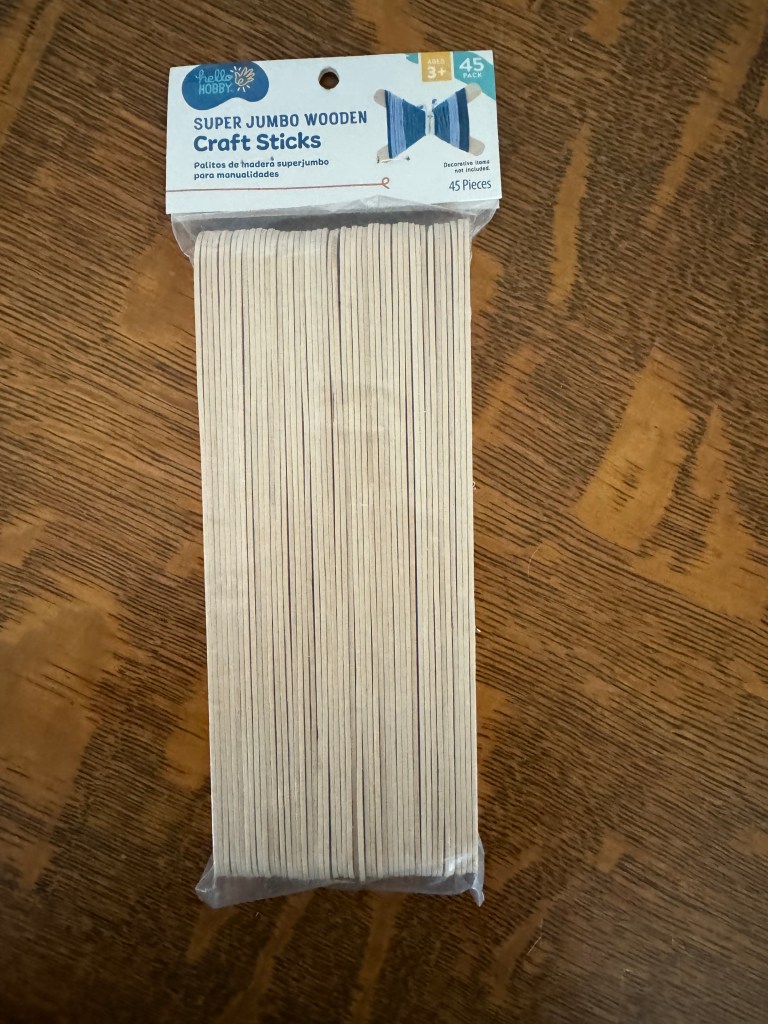 hello
HOBBY
AGES
3+
45
PACK
SUPER JUMBO WOODEN
Craft Sticks
Palitos de madera superjumbo
para manualidades
Decorative items
not included.
45 Pieces